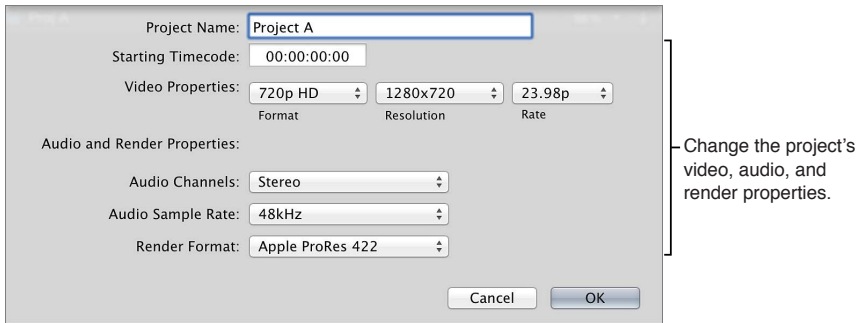 Project Name: Project A
Starting Timecode: 00:00:00:00
Video Properties: 720p HD 1280x720 23.98p
Format Resolution Rate
Audio and Render Properties:
Audio Channels: Stereo
Audio Sample Rate: 48kHz
Render Format: Apple ProRes 422
Cancel OK
Change the project's
video, audio, and
render properties.